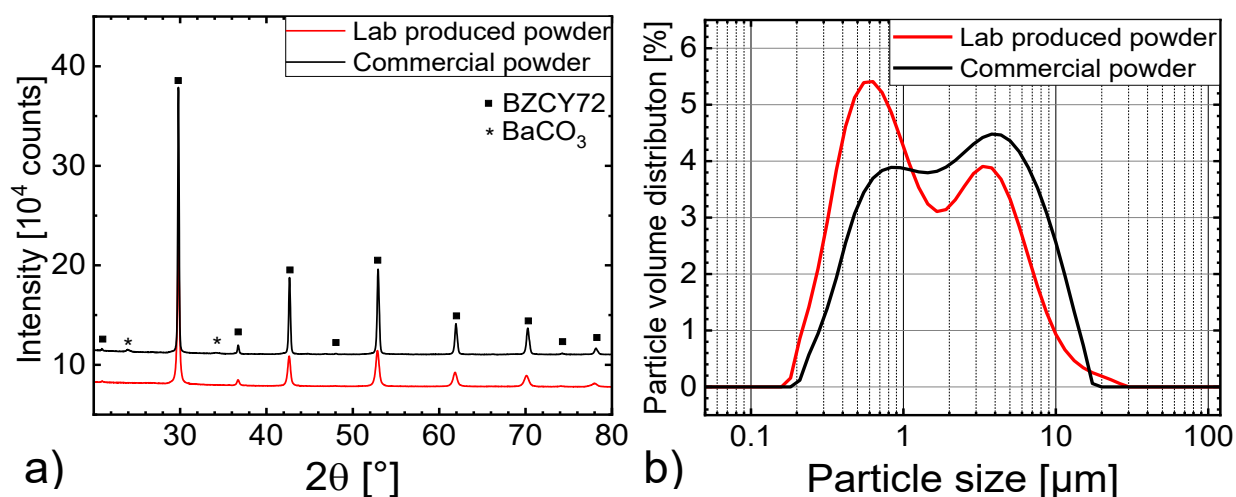 Lab produced powder
Commercial powder
BZCY72
* BaCO3
Intensity [10^4 counts]
40
30
20
10
30 40 50 60 70 80
2θ [°]
a)
Lab produced powder
Commercial powder
Particle volume distributon [%]
6
5
4
3
2
1
0
0.1 1 10 100
Particle size [µm]
b)